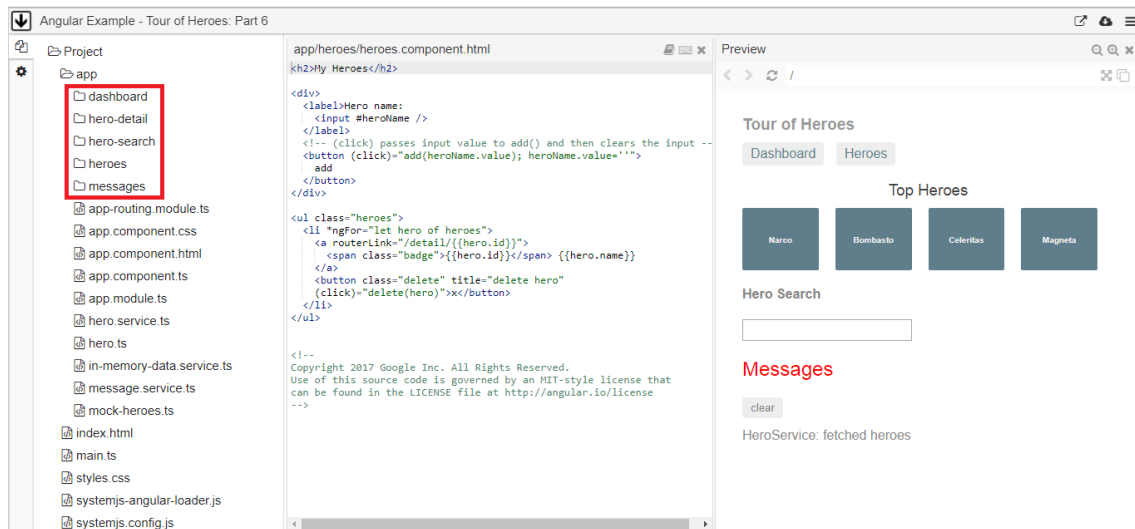 Angular Example - Tour of Heroes: Part 6
Project
app
dashboard
hero-detail
hero-search
heroes
messages
app-routing.module.ts
app.component.css
app.component.html
app.component.ts
app.module.ts
hero.service.ts
hero.ts
in-memory-data.service.ts
message.service.ts
mock-heroes.ts
index.html
main.ts
styles.css
systemjs-angular-loader.js
systemjs.config.js
app/heroes/heroes.component.html
<h2>My Heroes</h2>
<div>
<label>Hero name:
<input #heroName />
</label>
<!-- (click) passes input value to add() and then clears the input --
<button (click)="add(heroName.value); heroName.value=''">
add
</button>
</div>
<ul class="heroes">
<li *ngFor="let hero of heroes">
<a routerLink="/detail/{{hero.id}}">
<span class="badge">{{hero.id}}</span> {{hero.name}}
</a>
<button class="delete" title="delete hero"
(click)="delete(hero)">x</button>
</li>
</ul>
<!--
Copyright 2017 Google Inc. All Rights Reserved.
Use of this source code is governed by an MIT-style license that
can be found in the LICENSE file at http://angular.io/license
-->
Preview
/
Tour of Heroes
Dashboard Heroes
Top Heroes
Narco Bombasto Celeritas Magneta
Hero Search
Messages
clear
HeroService: fetched heroes